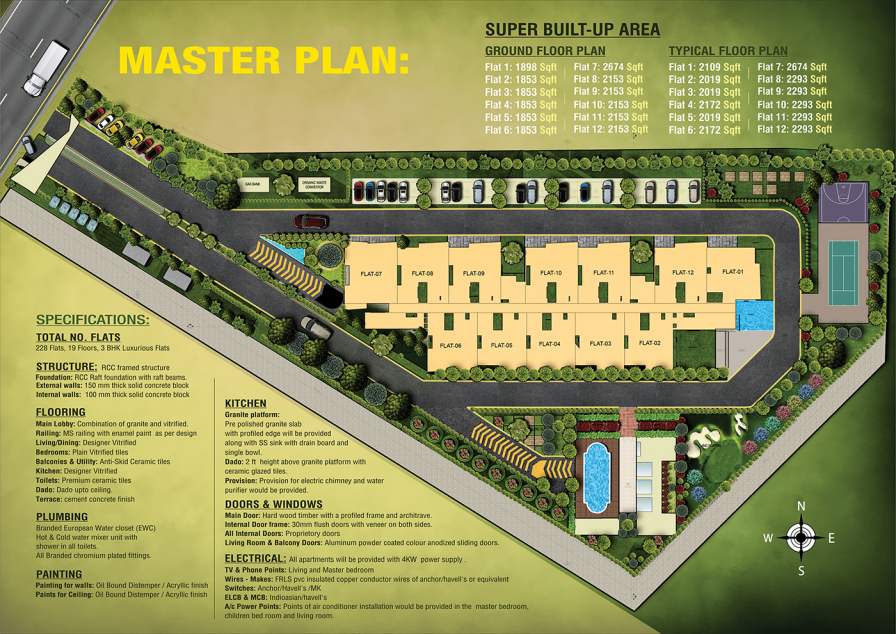 MASTER PLAN:
SUPER BUILT-UP AREA
GROUND FLOOR PLAN
Flat 1: 1898 Sqft
Flat 2: 1853 Sqft
Flat 3: 1853 Sqft
Flat 4: 1853 Sqft
Flat 5: 1853 Sqft
Flat 6: 1853 Sqft
Flat 7: 2674 Sqft
Flat 8: 2153 Sqft
Flat 9: 2153 Sqft
Flat 10: 2153 Sqft
Flat 11: 2153 Sqft
Flat 12: 2153 Sqft
TYPICAL FLOOR PLAN
Flat 1: 2109 Sqft
Flat 2: 2019 Sqft
Flat 3: 2019 Sqft
Flat 4: 2172 Sqft
Flat 5: 2019 Sqft
Flat 6: 2172 Sqft
Flat 7: 2674 Sqft
Flat 8: 2293 Sqft
Flat 9: 2293 Sqft
Flat 10: 2293 Sqft
Flat 11: 2293 Sqft
Flat 12: 2293 Sqft
GAS BANK
ORGANIC WASTE
CONVERTOR
FLAT-07
FLAT-08
FLAT-09
FLAT-10
FLAT-11
FLAT-12
FLAT-01
FLAT-06
FLAT-05
FLAT-04
FLAT-03
FLAT-02
SPECIFICATIONS:
TOTAL NO. FLATS
228 Flats, 19 Floors, 3 BHK Luxurious Flats
STRUCTURE: RCC framed structure
Foundation: RCC Raft foundation with raft beams.
External walls: 150 mm thick solid concrete block
Internal walls: 100 mm thick solid concrete block
FLOORING
Main Lobby: Combination of granite and vitrified.
Railing: MS railing with enamel paint as per design
Living/Dining: Designer Vitrified
Bedrooms: Plain Vitrified tiles
Balconies & Utility: Anti-Skid Ceramic tiles
Kitchen: Designer Vitrified
Toilets: Premium ceramic tiles
Dado: Dado upto ceiling.
Terrace: cement concrete finish
PLUMBING
Branded European Water closet (EWC)
Hot & Cold water mixer unit with
shower in all toilets.
All Branded chromium plated fittings.
PAINTING
Painting for walls: Oil Bound Distemper / Acryllic finish
Paints for Ceiling: Oil Bound Distemper / Acryllic finish
KITCHEN
Granite platform:
Pre polished granite slab
with profiled edge will be provided
along with SS sink with drain board and
single bowl.
Dado: 2 ft height above granite platform with
ceramic glazed tiles.
Provision: Provision for electric chimney and water
purifier would be provided.
DOORS & WINDOWS
Main Door: Hard wood timber with a profiled frame and architrave.
Internal Door frame: 30mm flush doors with veneer on both sides.
All Internal Doors: Proprietory doors
Living Room & Balcony Doors: Aluminum powder coated colour anodized sliding doors.
ELECTRICAL: All apartments will be provided with 4KW power supply .
TV & Phone Points: Living and Master bedroom
Wires - Makes: FRLS pvc insulated copper conductor wires of anchor/havell's or equivalent
Switches: Anchor/Havell's /MK
ELCB & MCB: Indioasian/havell's
A/c Power Points: Points of air conditioner installation would be provided in the master bedroom,
children bed room and living room.
N
W
E
S